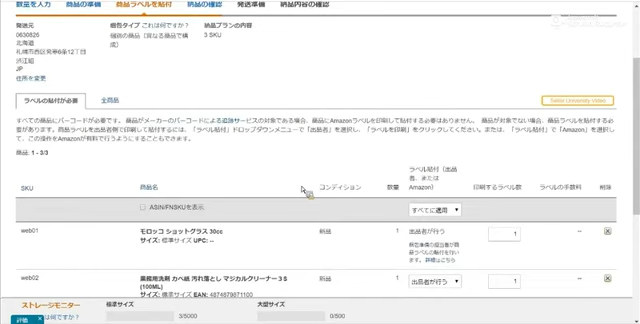 数量を入力 商品の準備 商品ラベルを貼付 納品の確認 発送準備 納品内容の確認
発送元
0630826
北海道
札幌市西区発寒6条12丁目
渋江組
JP
住所を変更
梱包タイプ これは何ですか?
個別の商品（異なる商品で構成）
納品プランの内容
3 SKU
ラベルの貼付が必要 全商品
Seller University Video
すべての商品にバーコードが必要です。 商品がメーカーのバーコードによる追跡サービスの対象である場合、商品にAmazonラベルを印刷して貼付する必要はありません。 商品が対象でない場合、商品ラベルを貼付する必要があります。商品ラベルを出品者側で印刷して貼付するには、「ラベル貼付」ドロップダウンメニューで「出品者」を選択し、「ラベルを印刷」をクリックしてください。または、「ラベル貼付」で「Amazon」を選択して、この操作をAmazonが有料で行うようにすることもできます。
商品: 1 - 3/3
SKU 商品名 コンディション 数量 ラベル貼付（出品者、またはAmazon） 印刷するラベル数 ラベルの手数料 削除
ASIN/FNSKUを表示 すべてに適用
web01 モロッコ ショットグラス 30cc 新品 1 出品者が行う 1 --
サイズ: 標準サイズ UPC: --
詳細はこちら
web02 業務用洗剤 カベ紙 汚れ落とし マジカルクリーナー３Ｓ (100ML) 新品 1 出品者が行う 1 --
サイズ: 標準サイズ EAN: 4874879871100
ストレージモニター
これは何ですか?
標準サイズ
3/5000
大型サイズ
0/500
評価 ×